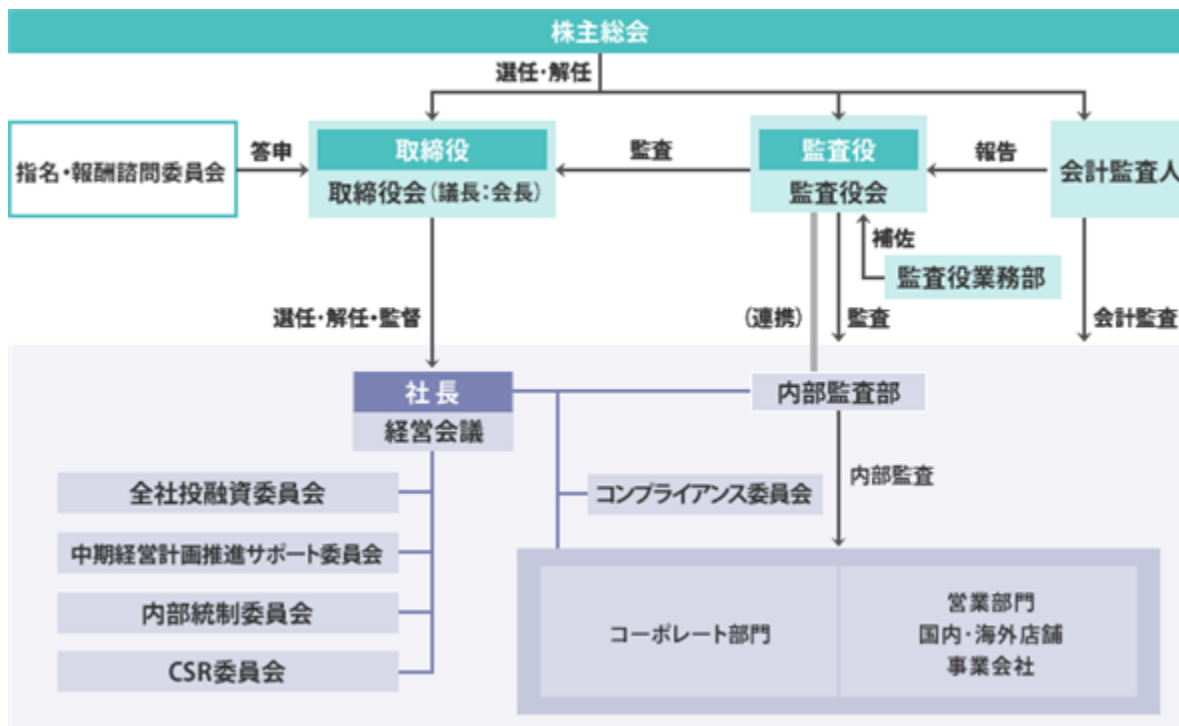 株主総会
選任・解任
指名・報酬諮問委員会
答申
取締役
取締役会（議長：会長）
監査
監査役
監査役会
報告
会計監査人
補佐
監査役業務部
選任・解任・監督
（連携）
監査
会計監査
社長
経営会議
内部監査部
全社投融資委員会
中期経営計画推進サポート委員会
内部統制委員会
CSR委員会
コンプライアンス委員会
内部監査
コーポレート部門
営業部門
国内・海外店舗
事業会社